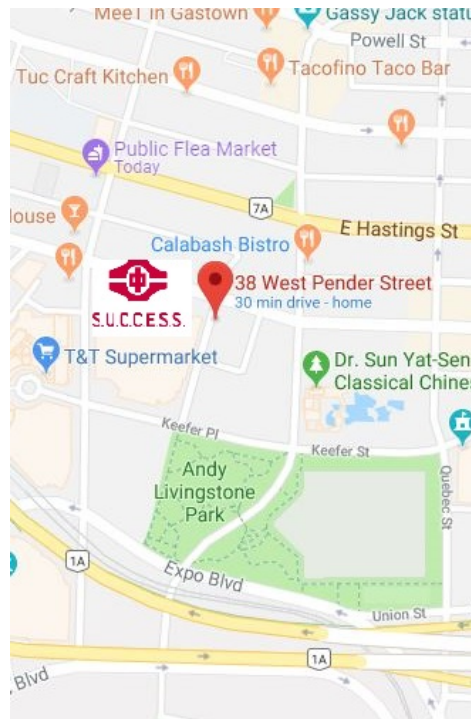 MeeT in Gastown
Gassy Jack statu
Powell St
Tuc Craft Kitchen
Tacofino Taco Bar
Public Flea Market
Today
7A
E Hastings St
House
Calabash Bistro
38 West Pender Street
30 min drive - home
S.U.C.C.E.S.S.
T&T Supermarket
Dr. Sun Yat-Sen
Classical Chine
Keefer Pl
Keefer St
Andy
Livingstone
Park
Quebec St
1A
Expo Blvd
Union St
1A
Blvd